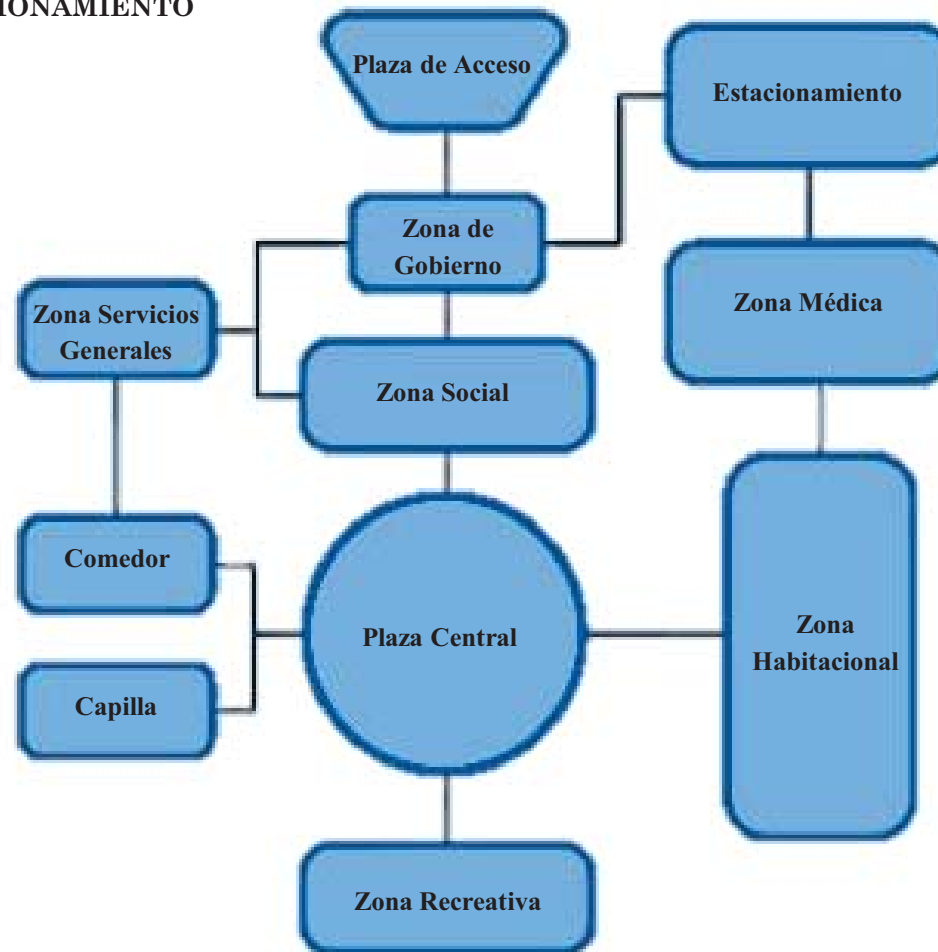 IONAMIENTO
Plaza de Acceso
Estacionamiento
Zona de
Gobierno
Zona Médica
Zona Servicios
Generales
Zona Social
Comedor
Plaza Central
Zona
Habitacional
Capilla
Zona Recreativa